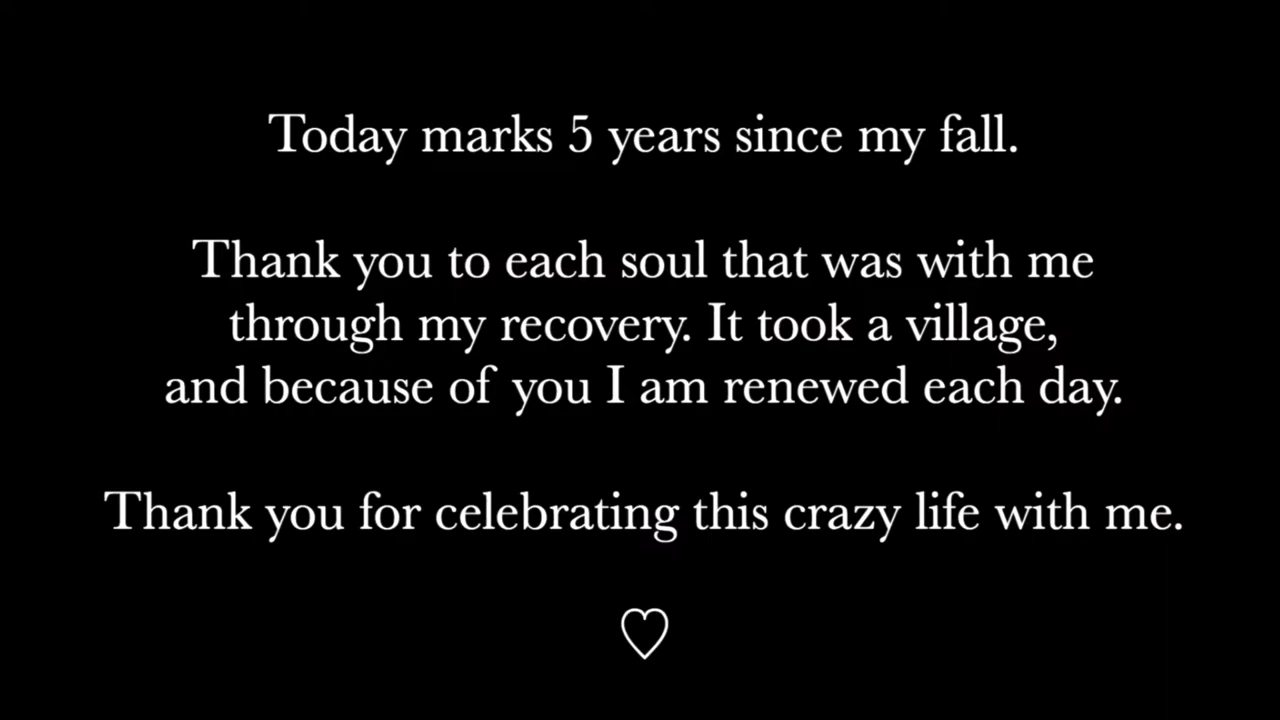 Today marks 5 years since my fall.
Thank you to each soul that was with me
through my recovery. It took a village,
and because of you I am renewed each day.
Thank you for celebrating this crazy life with me.
♡